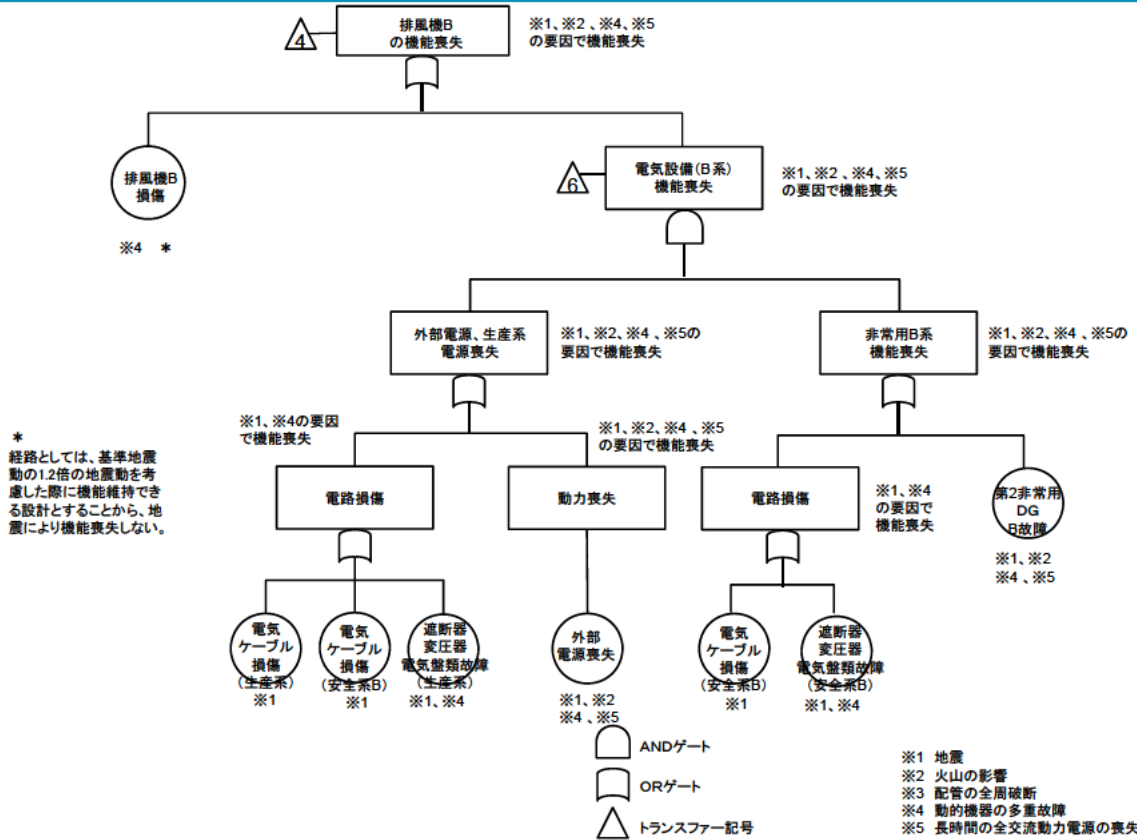 4
排風機B
の機能喪失
※1、※2 、※4、※5
の要因で機能喪失
排風機B
損傷
※4 *
6
電気設備(B系)
機能喪失
※1、※2 、※4、※5
の要因で機能喪失
外部電源、生産系
電源喪失
※1、※2、※4 、※5の
要因で機能喪失
非常用B系
機能喪失
※1、※2、※4 、※5の
要因で機能喪失
*
経路としては、基準地震
動の1.2倍の地震動を考
慮した際に機能維持でき
る設計とすることから、地
震により機能喪失しない。
※1、※4の要因
で機能喪失
電路損傷
※1、※2、※4 、※5
の要因で機能喪失
動力喪失
電路損傷
※1、※4
の要因で
機能喪失
第2非常用
DG
B故障
※1、※2
※4 、※5
電気
ケーブル
損傷
(生産系)
※1
電気
ケーブル
損傷
(安全系B)
※1
遮断器
変圧器
電気盤類故障
(生産系)
※1、※4
外部
電源喪失
※1、※2
※4 、※5
電気
ケーブル
損傷
(安全系B)
※1
遮断器
変圧器
電気盤類故障
(安全系B)
※1、※4
ANDゲート
ORゲート
トランスファー記号
※1 地震
※2 火山の影響
※3 配管の全周破断
※4 動的機器の多重故障
※5 長時間の全交流動力電源の喪失